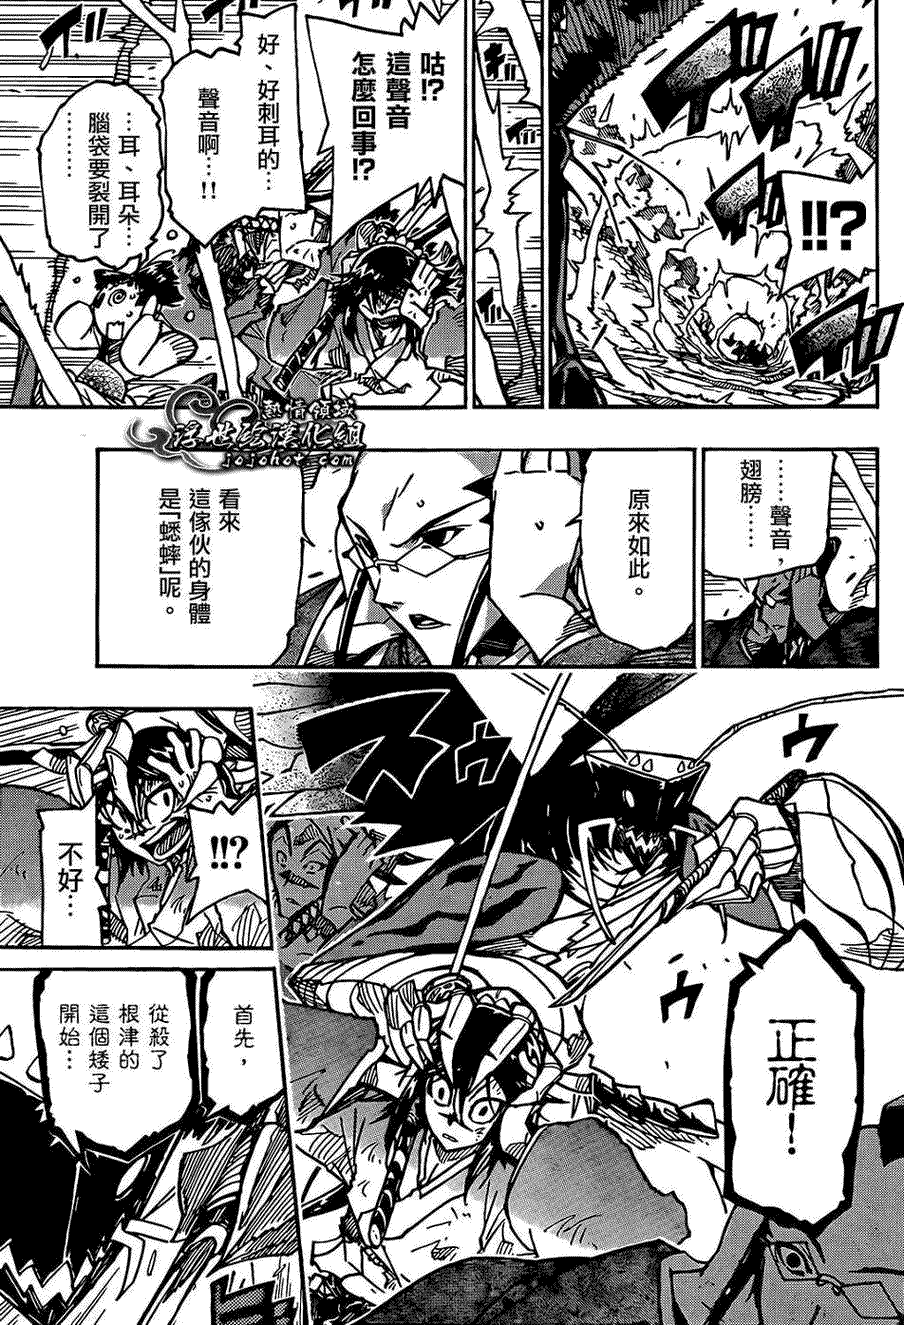 !!?
咕!?
這聲音
怎麼回事!?
好、好刺耳的…
聲音啊…!!
…耳、耳朵…
腦袋要裂開了
………
熱情領域
浮世繪漢化組
jojohot.com
……聲音，
翅膀……
原來如此。
看來
這傢伙的身體
是「蟋蟀」呢。
ウ
ウ
正確！
!!?
不好…
首先，
從殺了
根津的
這個矮子
開始…